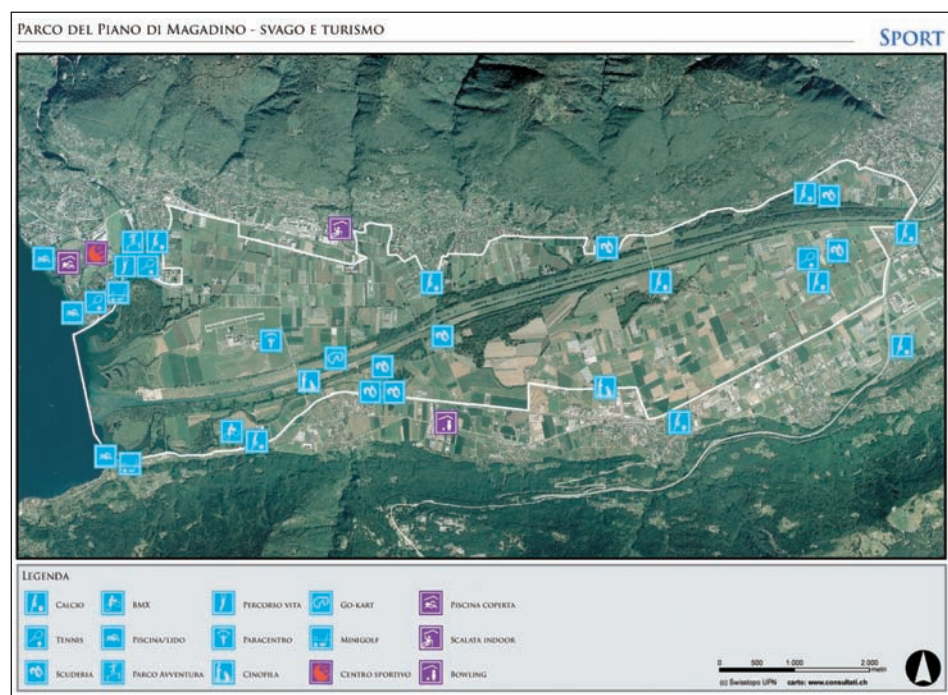 PARCO DEL PIANO DI MAGADINO - SVAGO E TURISMO
SPORT
LEGENDA
CALCIO
BMX
PERCORSO VITA
GO-KART
PISCINA COPERTA
TENNIS
PISCINA/LIDO
PARACENTRO
MINIGOLF
SCALATA INDOOR
SCUDERIA
PARCO AVVENTURA
CINOFILA
CENTRO SPORTIVO
BOWLING
0 500 1.000 2.000
metri
(c) Swisstopo UPN carto: www.consultati.ch